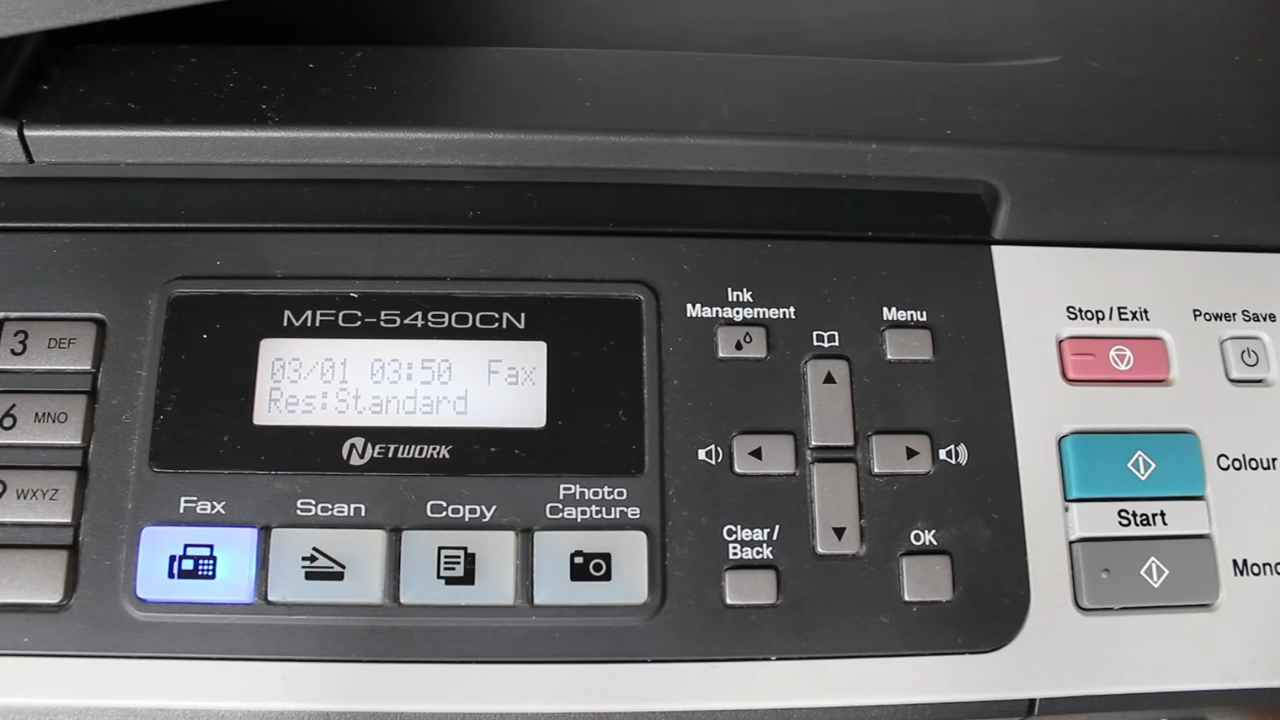 MFC-5490CN
03/01 03:50 Fax
Res:Standard
NETWORK
3 DEF
6 MNO
9 WXYZ
Fax
Scan
Copy
Photo
Capture
Ink
Management
Menu
Clear/
Back
OK
Stop/Exit
Power Save
Colour
Start
Mono